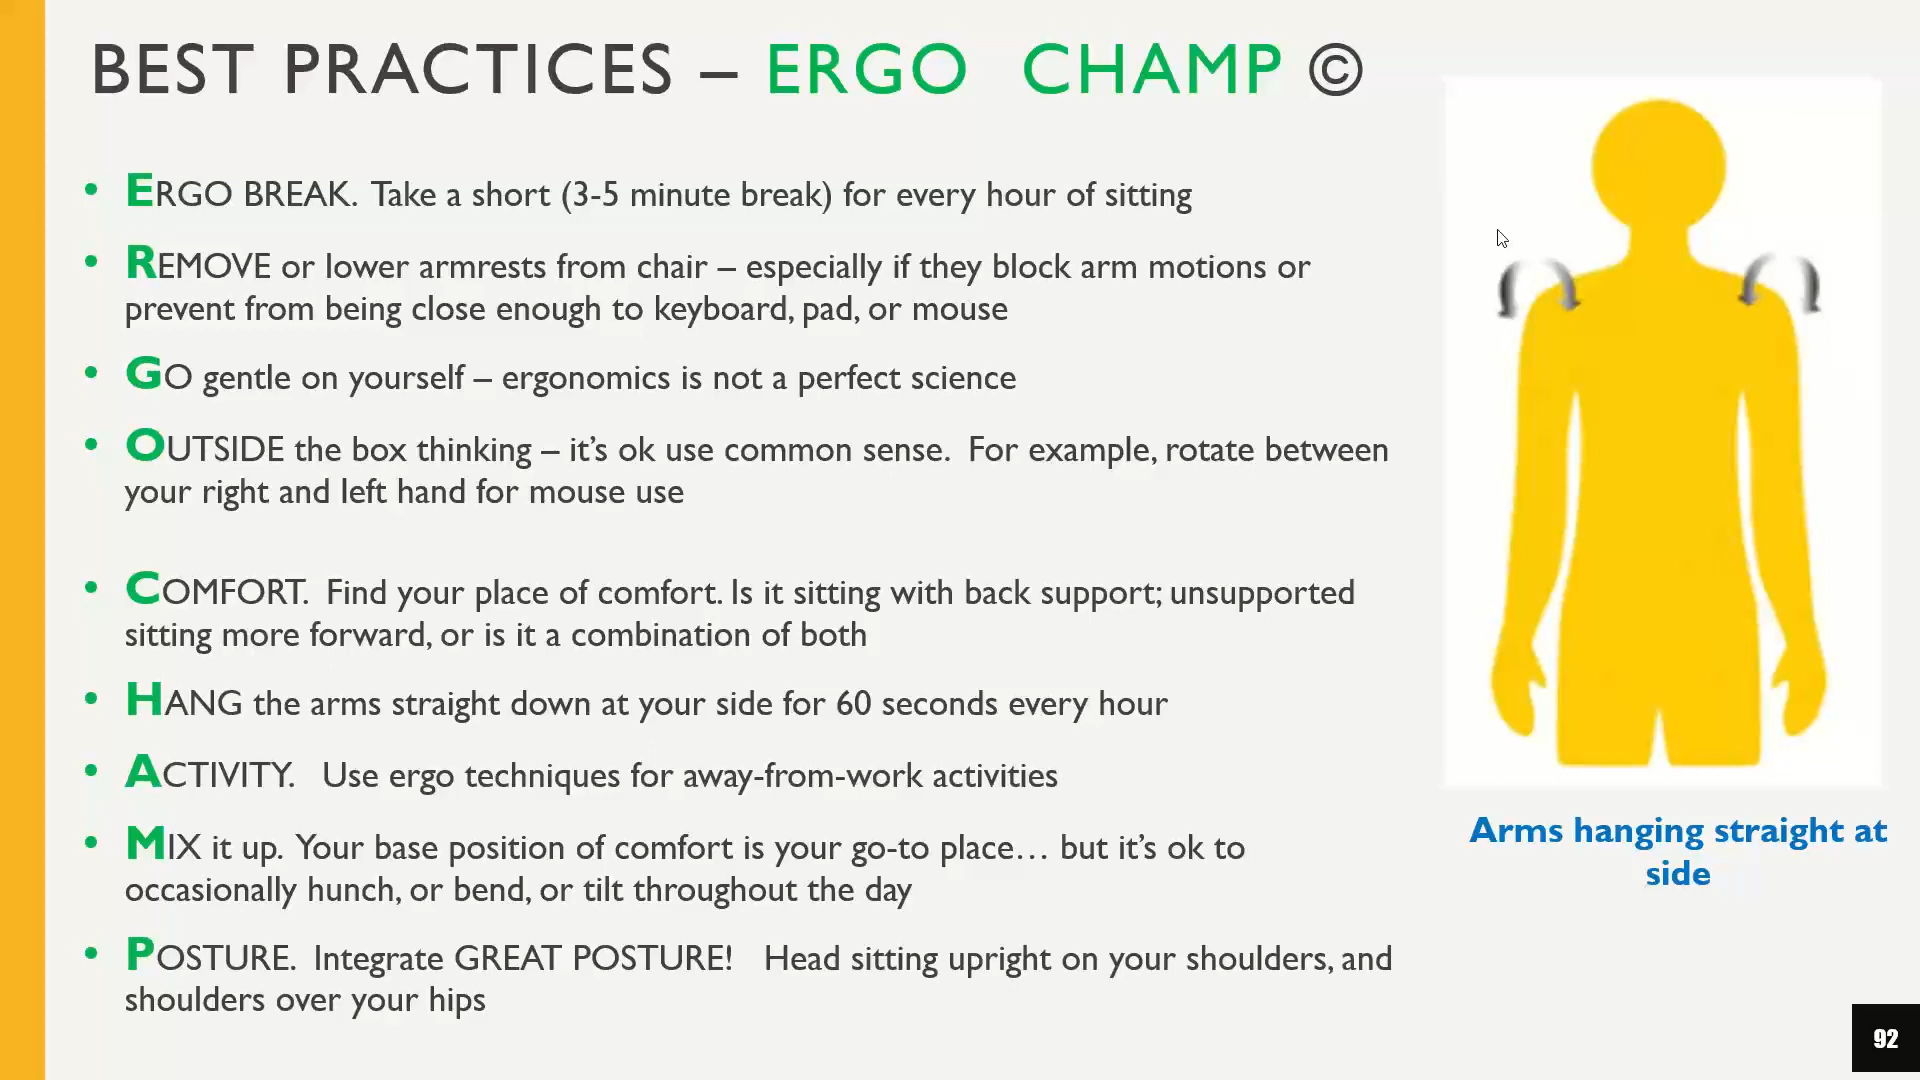 BEST PRACTICES – ERGO CHAMP ©
• ERGO BREAK. Take a short (3-5 minute break) for every hour of sitting
• REMOVE or lower armrests from chair – especially if they block arm motions or
prevent from being close enough to keyboard, pad, or mouse
• GO gentle on yourself – ergonomics is not a perfect science
• OUTSIDE the box thinking – it's ok use common sense. For example, rotate between
your right and left hand for mouse use
• COMFORT. Find your place of comfort. Is it sitting with back support; unsupported
sitting more forward, or is it a combination of both
• HANG the arms straight down at your side for 60 seconds every hour
• ACTIVITY. Use ergo techniques for away-from-work activities
• MIX it up. Your base position of comfort is your go-to place… but it's ok to
occasionally hunch, or bend, or tilt throughout the day
• POSTURE. Integrate GREAT POSTURE! Head sitting upright on your shoulders, and
shoulders over your hips
Arms hanging straight at
side
92